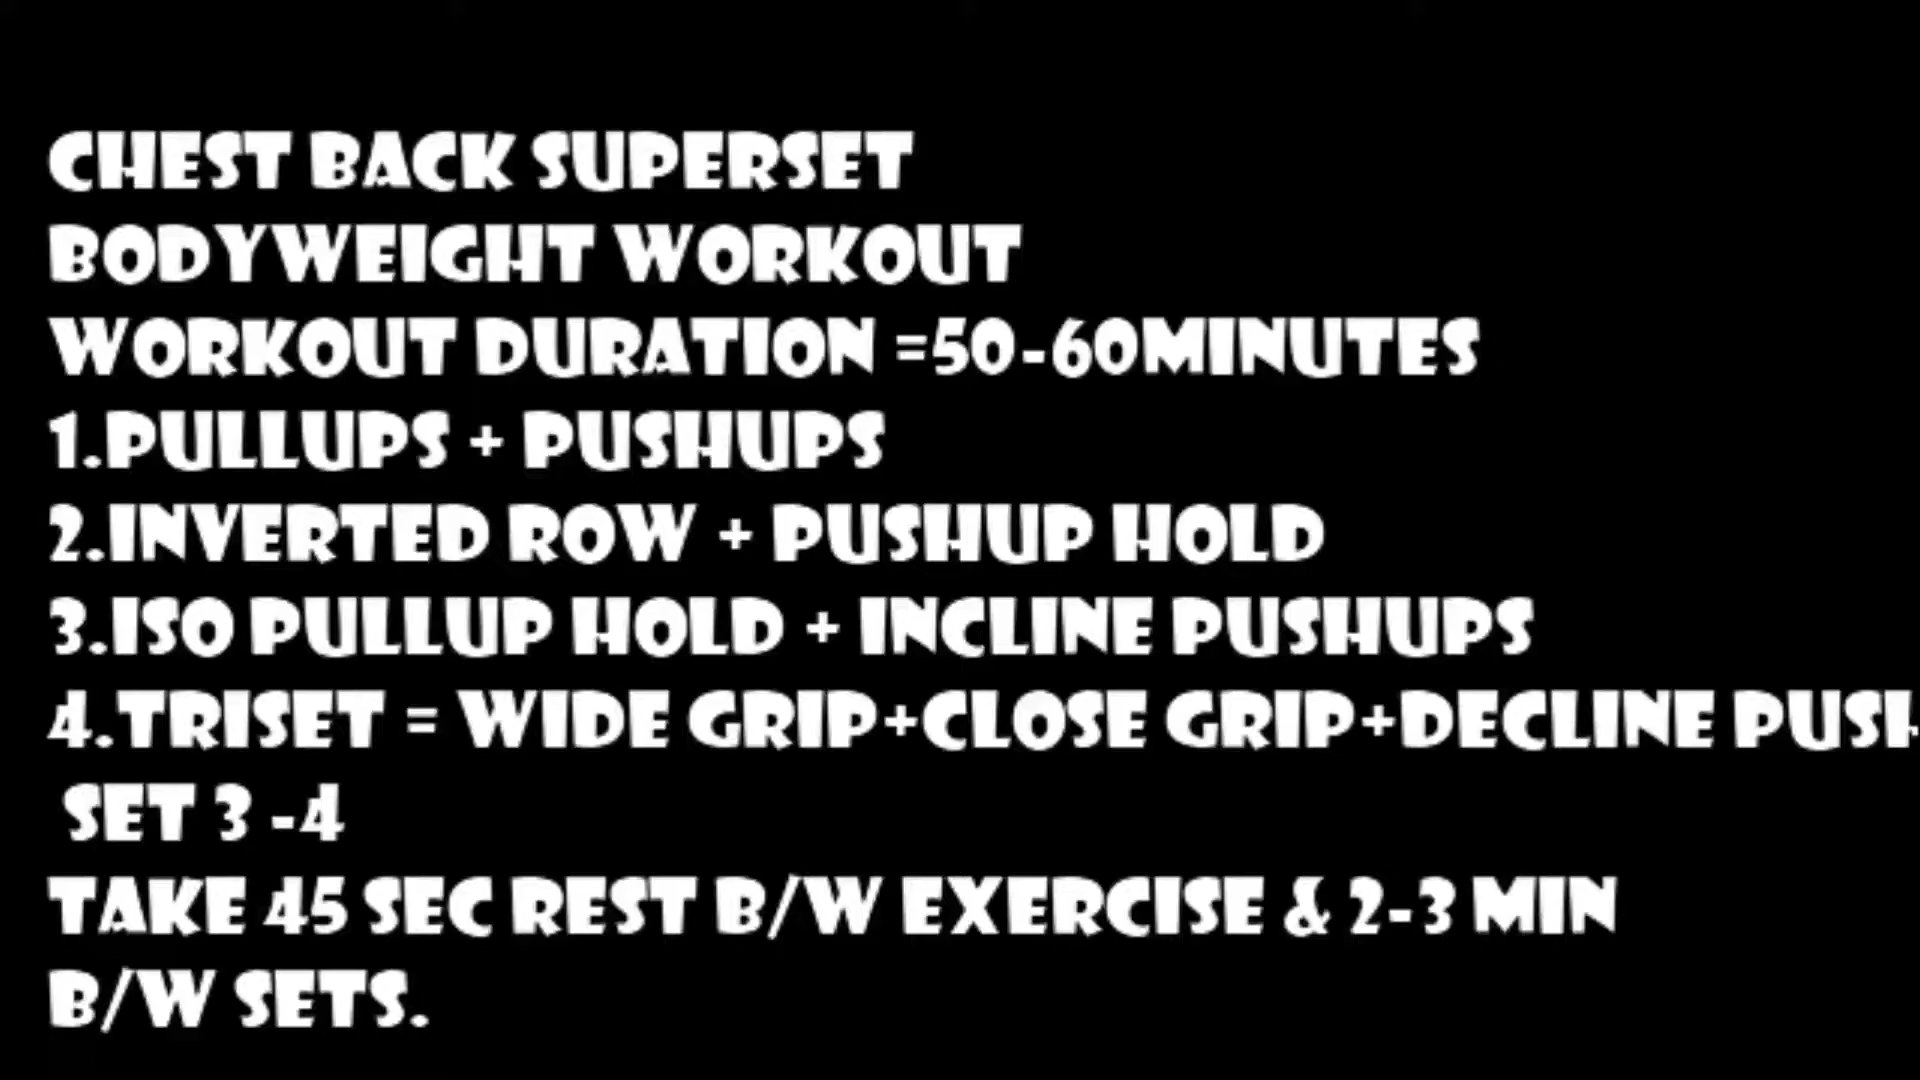 CHEST BACK SUPERSET
BODYWEIGHT WORKOUT
WORKOUT DURATION =50-60MINUTES
1.PULLUPS + PUSHUPS
2.INVERTED ROW + PUSHUP HOLD
3.ISO PULLUP HOLD + INCLINE PUSHUPS
4.TRISET = WIDE GRIP+CLOSE GRIP+DECLINE PUSH
SET 3 -4
TAKE 45 SEC REST B/W EXERCISE & 2-3 MIN
B/W SETS.